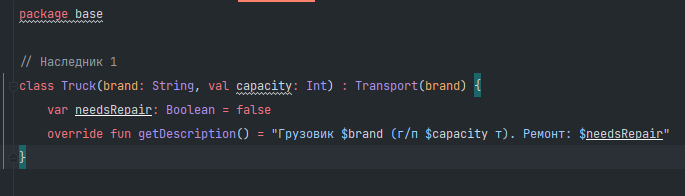 package base
// Наследник 1
class Truck(brand: String, val capacity: Int) : Transport(brand) {
var needsRepair: Boolean = false
override fun getDescription() = "Грузовик $brand (г/п $capacity т). Ремонт: $needsRepair"
}